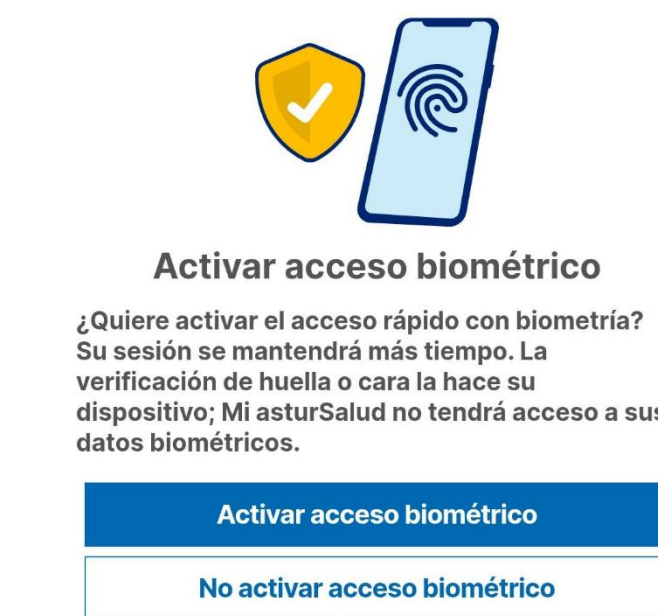 Activar acceso biométrico
¿Quiere activar el acceso rápido con biometría?
Su sesión se mantendrá más tiempo. La
verificación de huella o cara la hace su
dispositivo; Mi asturSalud no tendrá acceso a sus
datos biométricos.
Activar acceso biométrico
No activar acceso biométrico